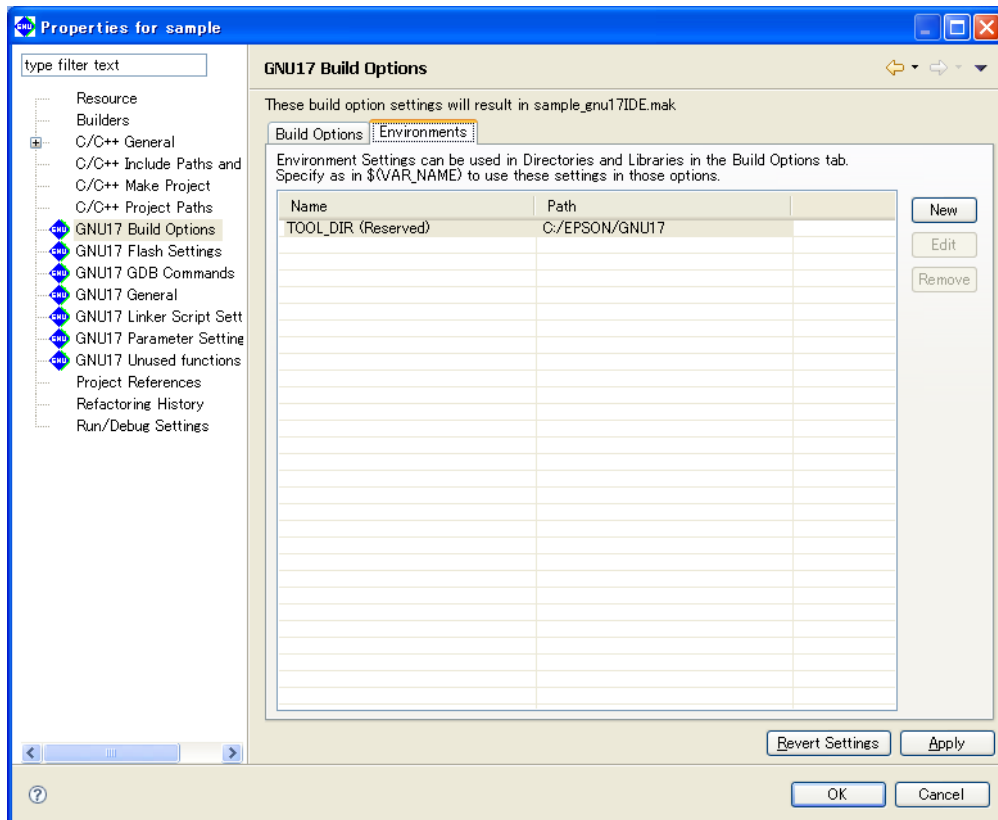 Properties for sample
type filter text
Resource
Builders
C/C++ General
C/C++ Include Paths and
C/C++ Make Project
C/C++ Project Paths
GNU17 Build Options
GNU17 Flash Settings
GNU17 GDB Commands
GNU17 General
GNU17 Linker Script Sett
GNU17 Parameter Setting
GNU17 Unused functions
Project References
Refactoring History
Run/Debug Settings
GNU17 Build Options
These build option settings will result in sample_gnu17IDE.mak
Build Options Environments
Environment Settings can be used in Directories and Libraries in the Build Options tab.
Specify as in $(VAR_NAME) to use these settings in those options.
Name Path
TOOL_DIR (Reserved) C:/EPSON/GNU17
New
Edit
Remove
Revert Settings Apply
OK Cancel